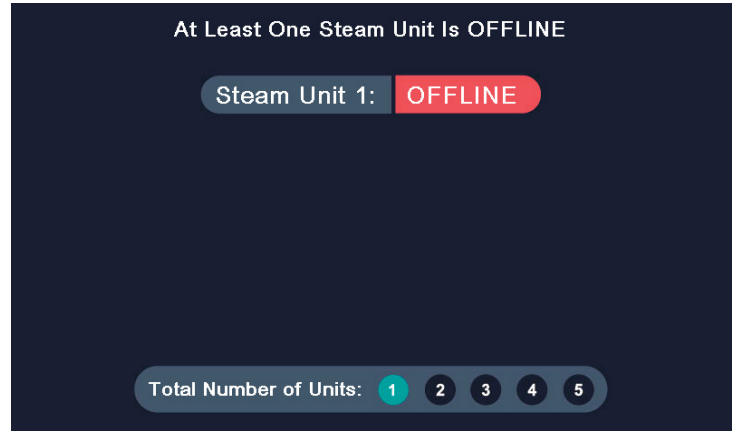 At Least One Steam Unit Is OFFLINE
Steam Unit 1: OFFLINE
Total Number of Units: 1 2 3 4 5